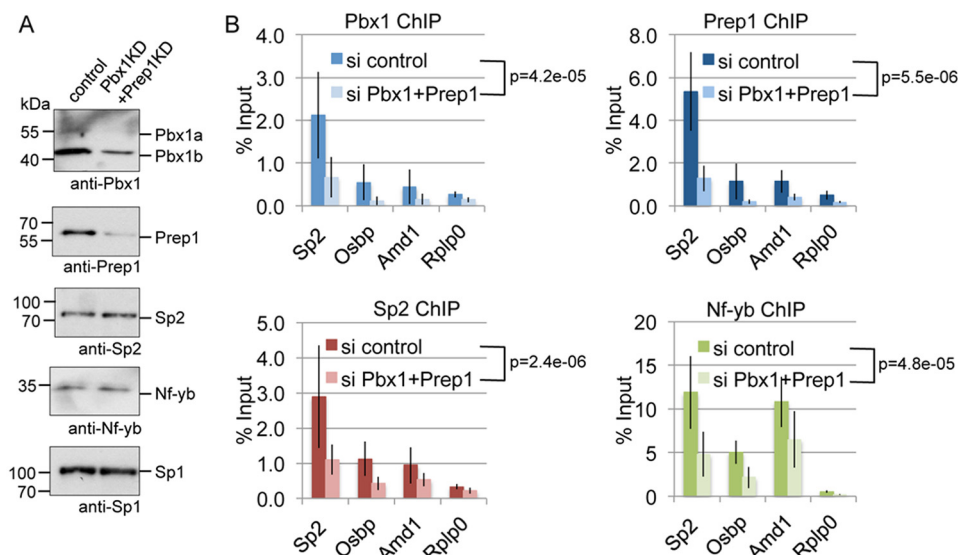 A
control
Pbx1KD
+Prep1KD
kDa
55
40
Pbx1a
Pbx1b
anti-Pbx1
70
55
Prep1
anti-Prep1
100
70
Sp2
anti-Sp2
35
Nf-yb
anti-Nf-yb
100
70
Sp1
anti-Sp1
B
Pbx1 ChIP
% Input
4.0
3.0
2.0
1.0
0.0
si control
si Pbx1+Prep1
p=4.2e-05
Sp2
Osbp
Amd1
Rplp0
Prep1 ChIP
% Input
8.0
6.0
4.0
2.0
0.0
si control
si Pbx1+Prep1
p=5.5e-06
Sp2
Osbp
Amd1
Rplp0
Sp2 ChIP
% Input
5.0
4.0
3.0
2.0
1.0
0.0
si control
si Pbx1+Prep1
p=2.4e-06
Sp2
Osbp
Amd1
Rplp0
Nf-yb ChIP
% Input
20
15
10
5
0
si control
si Pbx1+Prep1
p=4.8e-05
Sp2
Osbp
Amd1
Rplp0